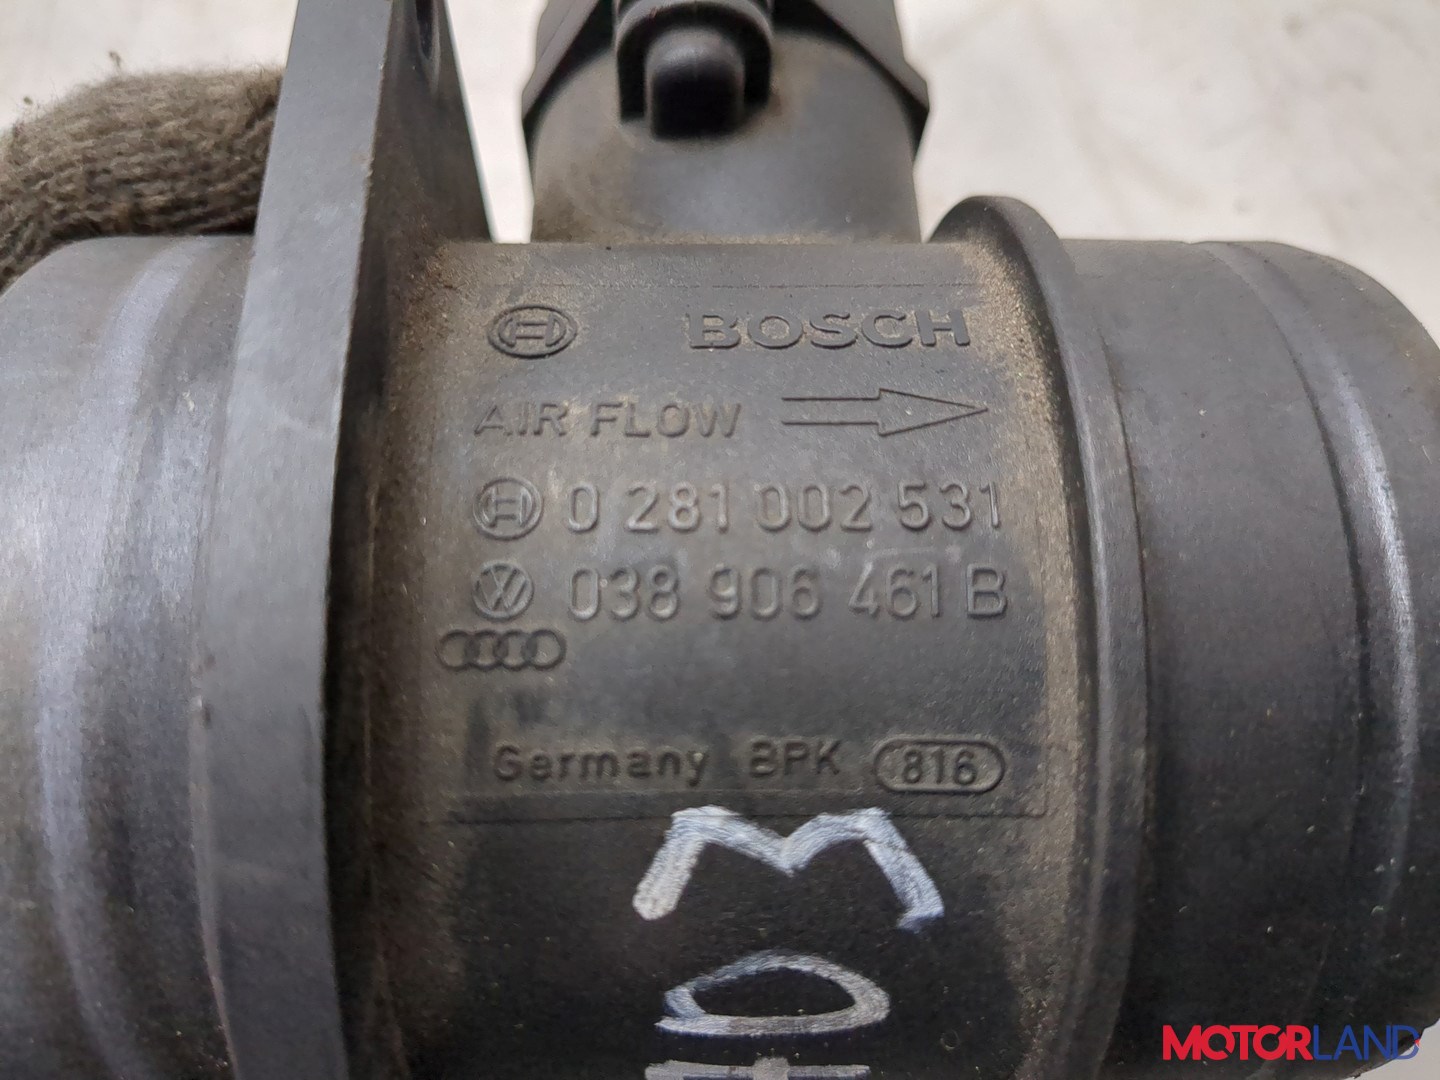 BOSCH
AIR FLOW
0 281 002 531
038 906 461 B
Germany BPK 816
MOTORLAND